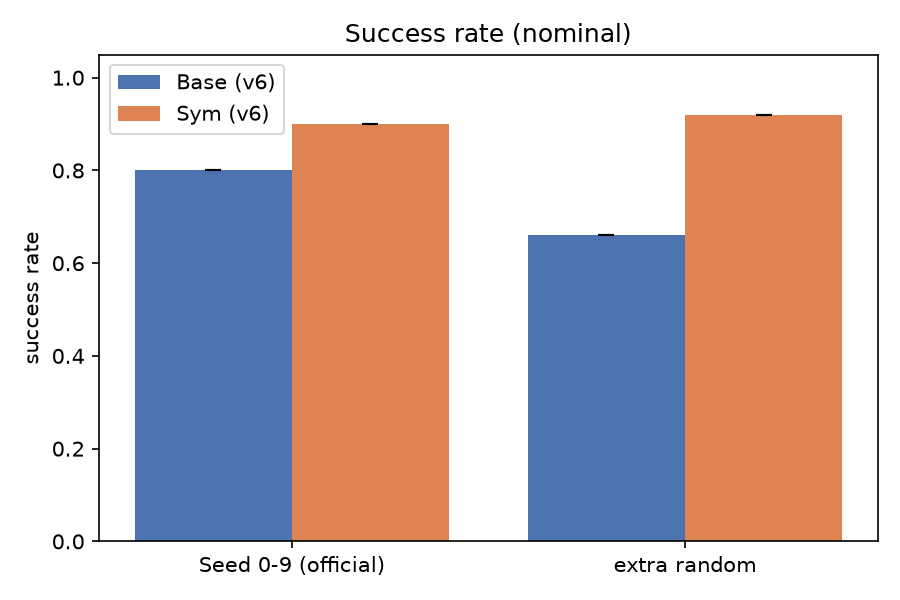 Success rate (nominal)
Base (v6)
Sym (v6)
success rate
1.0
0.8
0.6
0.4
0.2
0.0
Seed 0-9 (official)
extra random